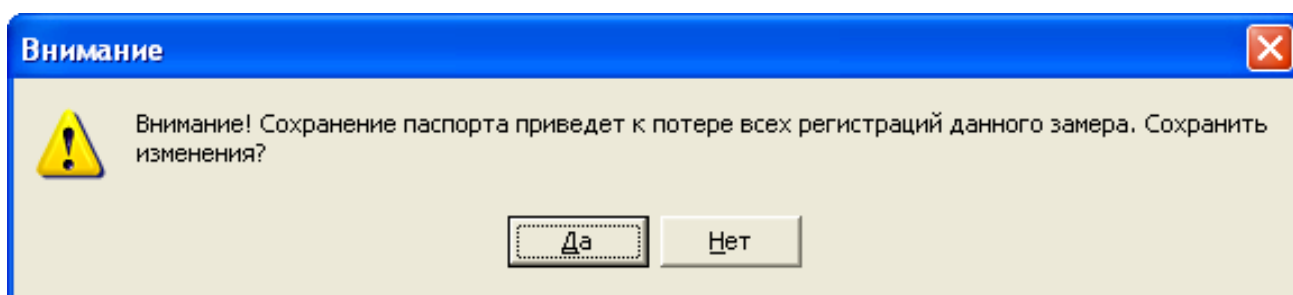 Внимание
Внимание! Сохранение паспорта приведет к потере всех регистраций данного замера. Сохранить
изменения?
Да
Нет